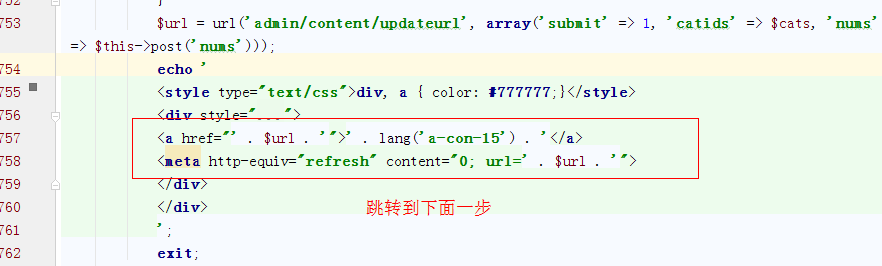 752 }
753 $url = url('admin/content/updateurl', array('submit' => 1, 'catids' => $cats, 'nums'
=> $this->post('nums')));
754 echo '
755 <style type="text/css">div, a { color: #777777;}</style>
756 <div style="...">
757 <a href="' . $url . '">' . lang('a-con-15') . '</a>
758 <meta http-equiv="refresh" content="0; url=' . $url . '">
759 </div>
760 </div>
跳转到下面一步
761 ';
762 exit;